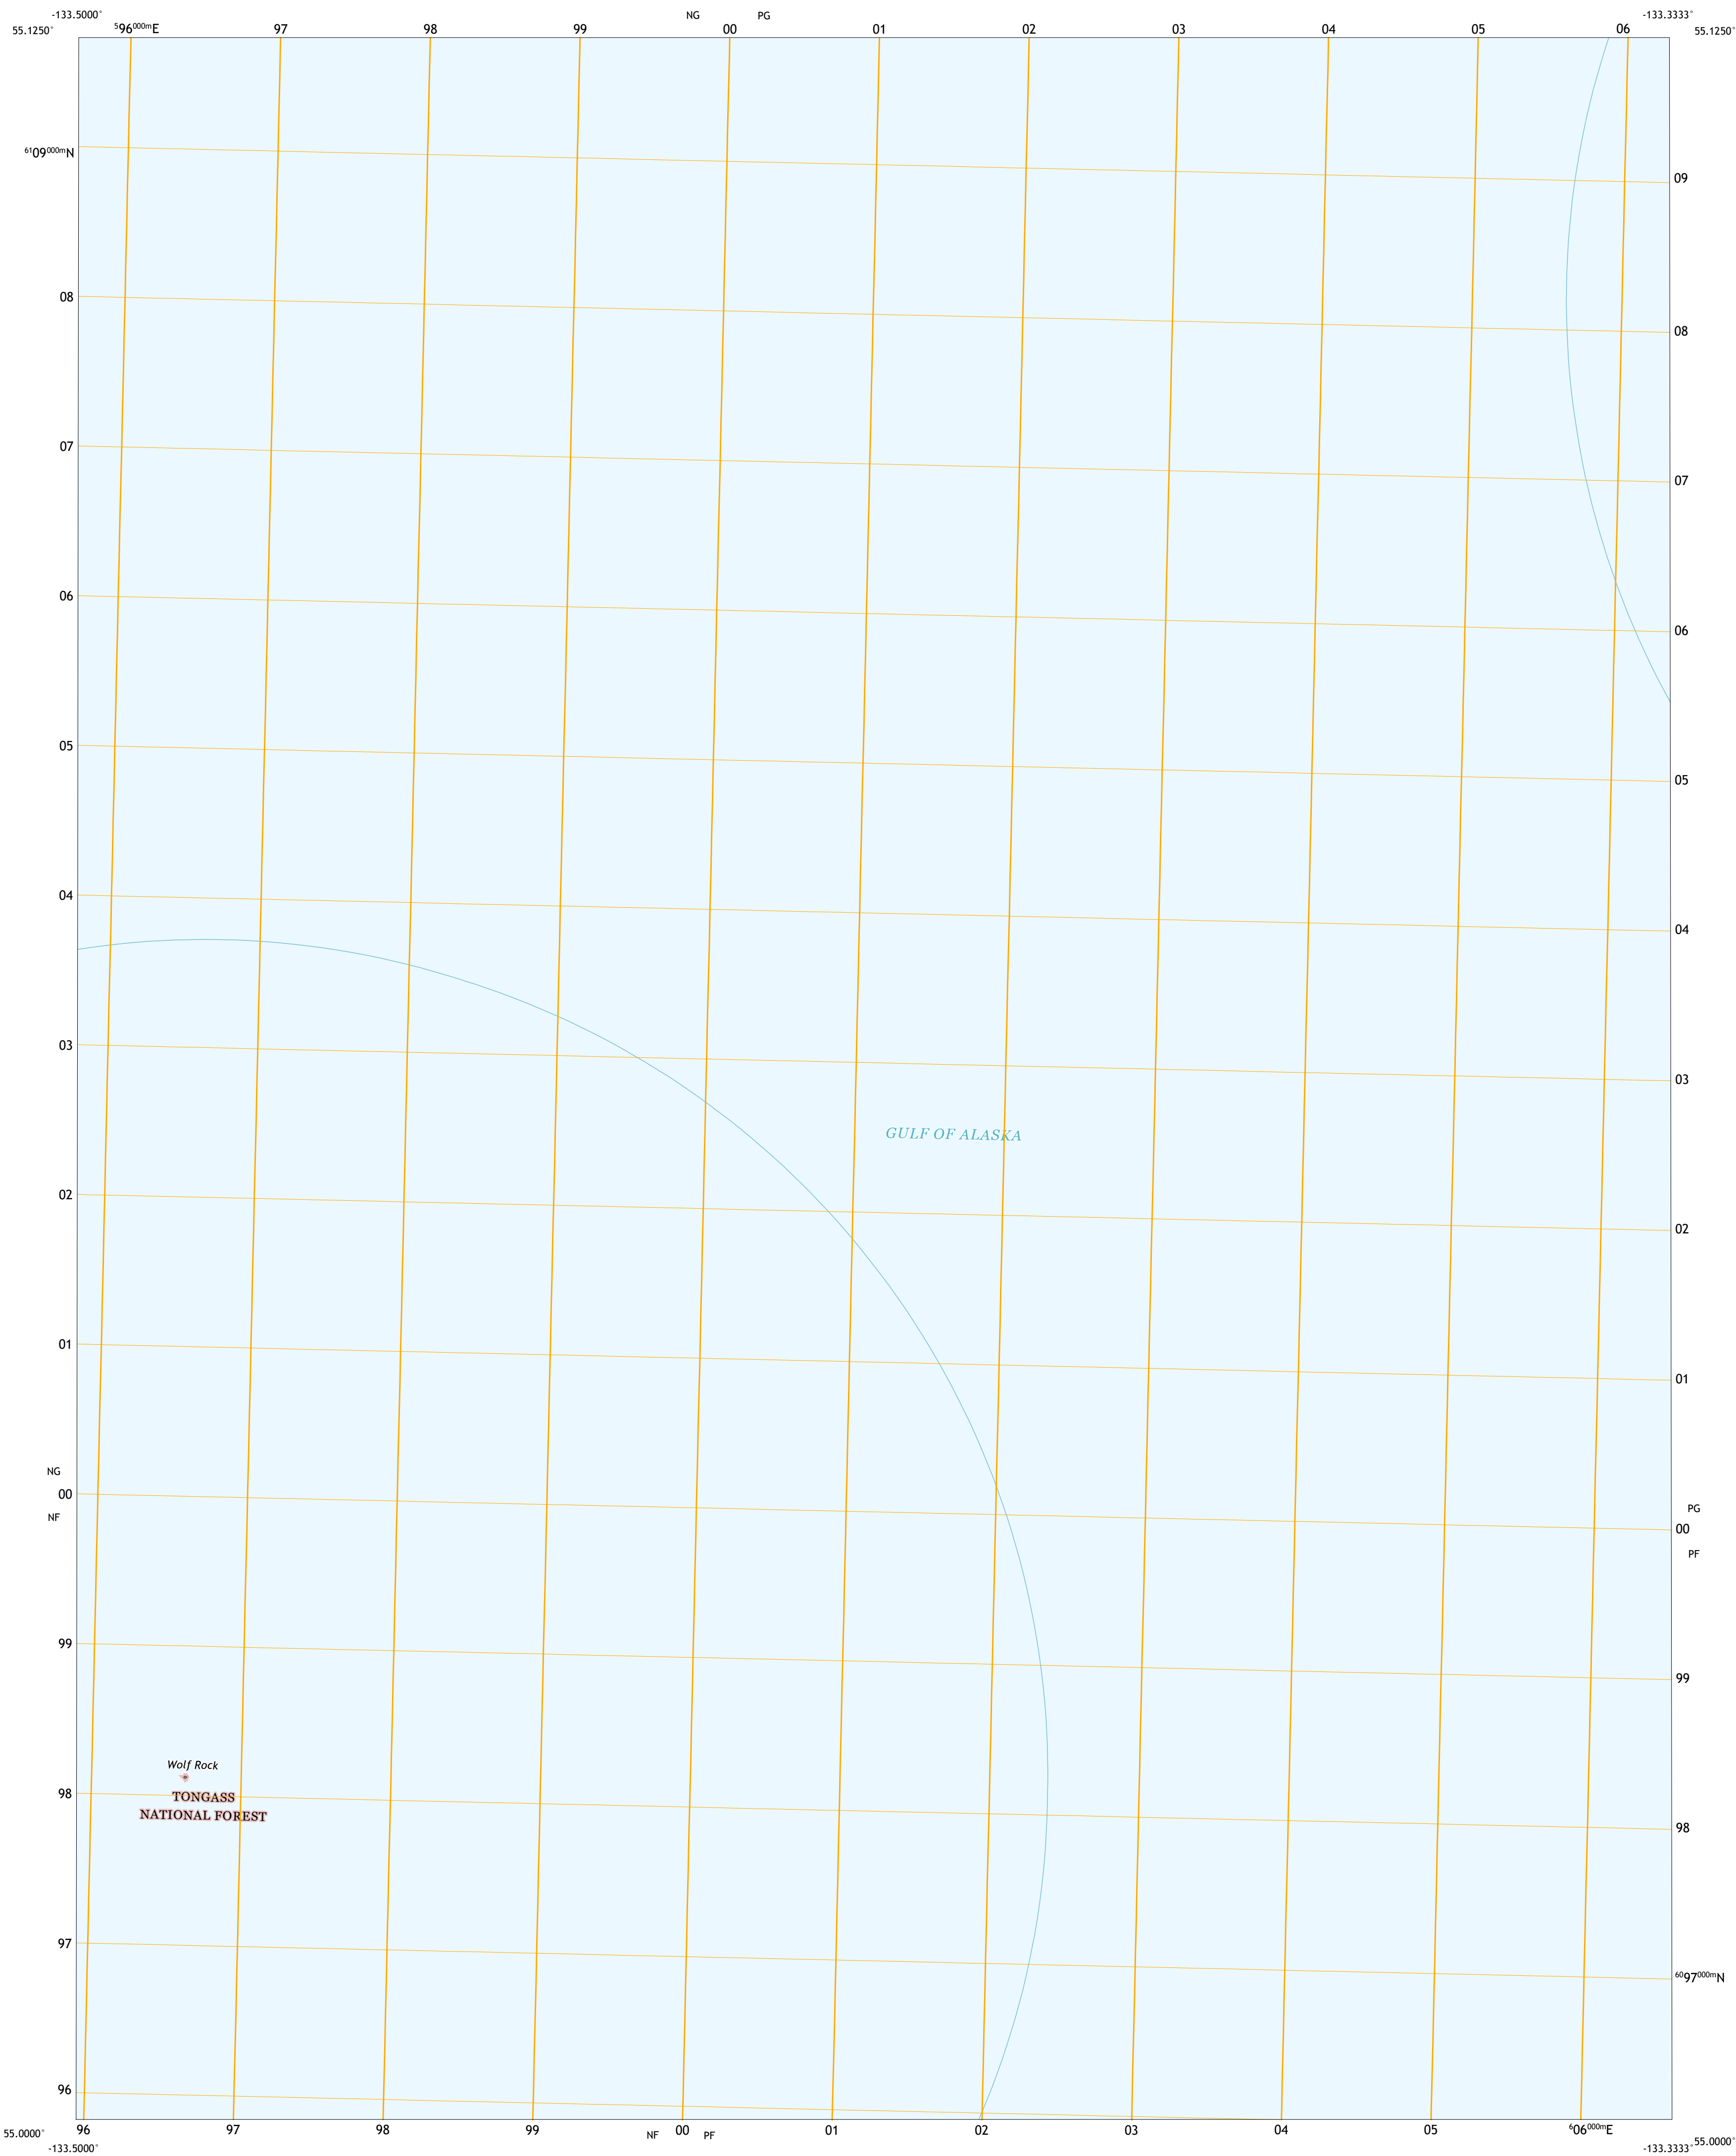 -133.5000° NG PG -133.3333°
55.1250° 596000mE 97 98 99 00 01 02 03 04 05 06 55.1250°
6109000mN
09
08
08
07
07
06
06
05
05
04
04
03
03
GULF OF ALASKA
02
02
01
01
NG
00
PG
NF
00
PF
99
99
Wolf Rock
98
TONGASS
NATIONAL FOREST
98
97
6097000mN
96
55.0000° 96 97 98 99 NF 00 PF 01 02 03 04 05 606000mE 55.0000°
-133.5000° -133.3333°